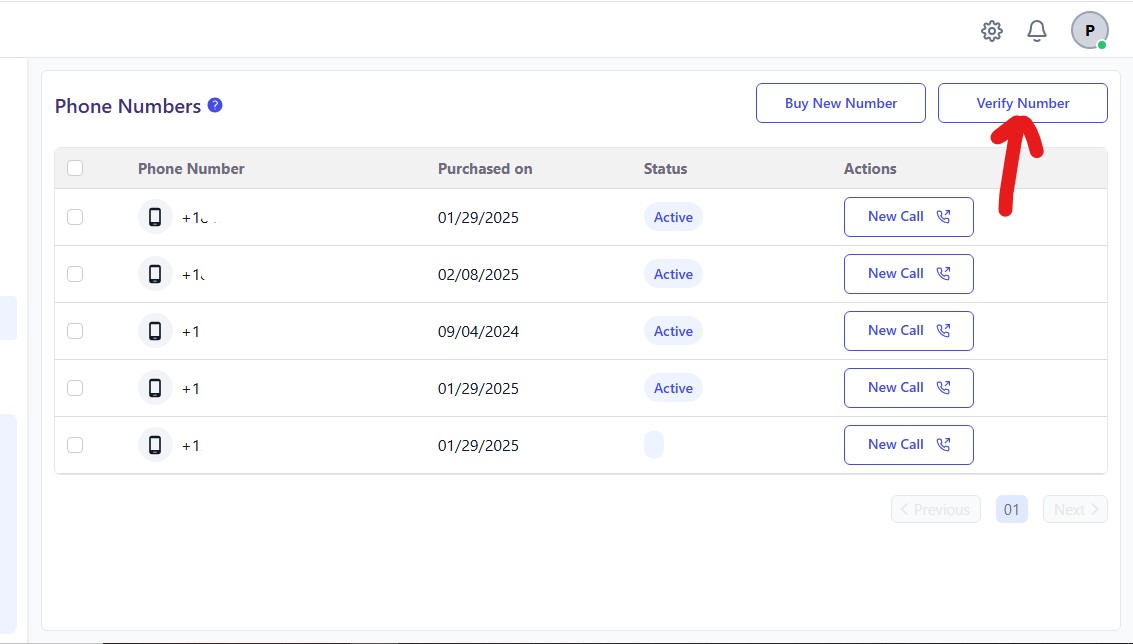 P
Phone Numbers ?
Buy New Number
Verify Number
Phone Number Purchased on Status Actions
+1 01/29/2025 Active New Call
+1 02/08/2025 Active New Call
+1 09/04/2024 Active New Call
+1 01/29/2025 Active New Call
+1 01/29/2025 New Call
Previous 01 Next